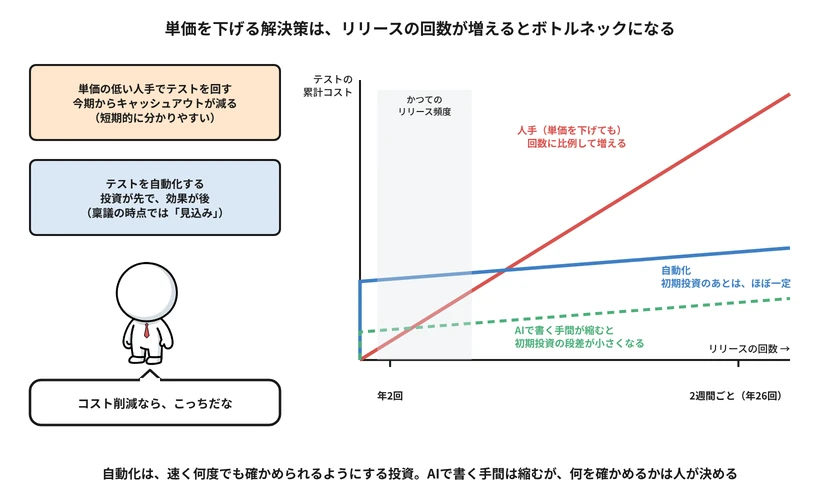 単価を下げる解決策は、リリースの回数が増えるとボトルネックになる
単価の低い人手でテストを回す
今期からキャッシュアウトが減る
（短期的に分かりやすい）
テストを自動化する
投資が先で、効果が後
（稟議の時点では「見込み」）
コスト削減なら、こっちだな
テストの
累計コスト
かつての
リリース頻度
人手（単価を下げても）
回数に比例して増える
自動化
初期投資のあとは、ほぼ一定
AIで書く手間が縮むと
初期投資の段差が小さくなる
リリースの回数 →
年2回
2週間ごと（年26回）
自動化は、速く何度でも確かめられるようにする投資。AIで書く手間は縮むが、何を確かめるかは人が決める